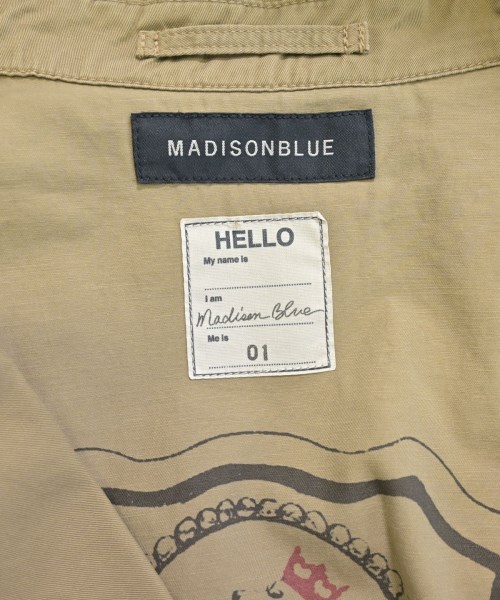 MADISONBLUE
HELLO
My name is
I am
Madison Blue
Me is
01